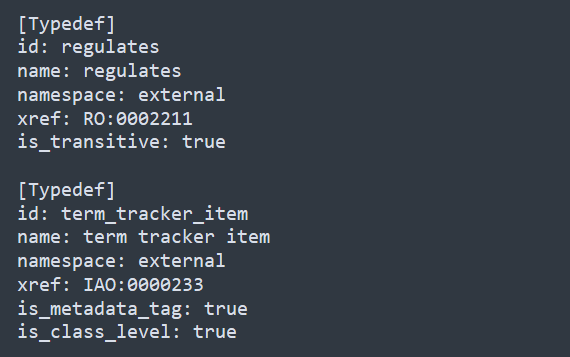 [Typedef]
id: regulates
name: regulates
namespace: external
xref: RO:0002211
is_transitive: true

[Typedef]
id: term_tracker_item
name: term tracker item
namespace: external
xref: IAO:0000233
is_metadata_tag: true
is_class_level: true